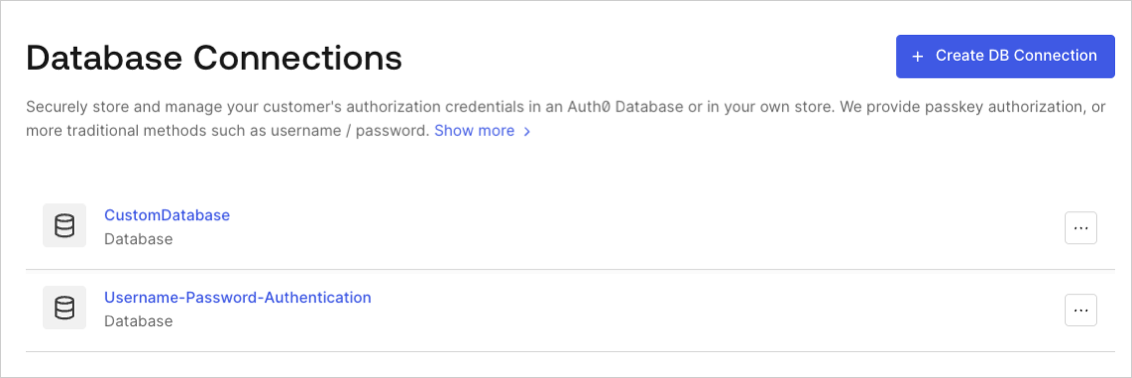 Database Connections
+ Create DB Connection
Securely store and manage your customer's authorization credentials in an Auth0 Database or in your own store. We provide passkey authorization, or
more traditional methods such as username / password. Show more >
CustomDatabase
Database
...
Username-Password-Authentication
Database
...